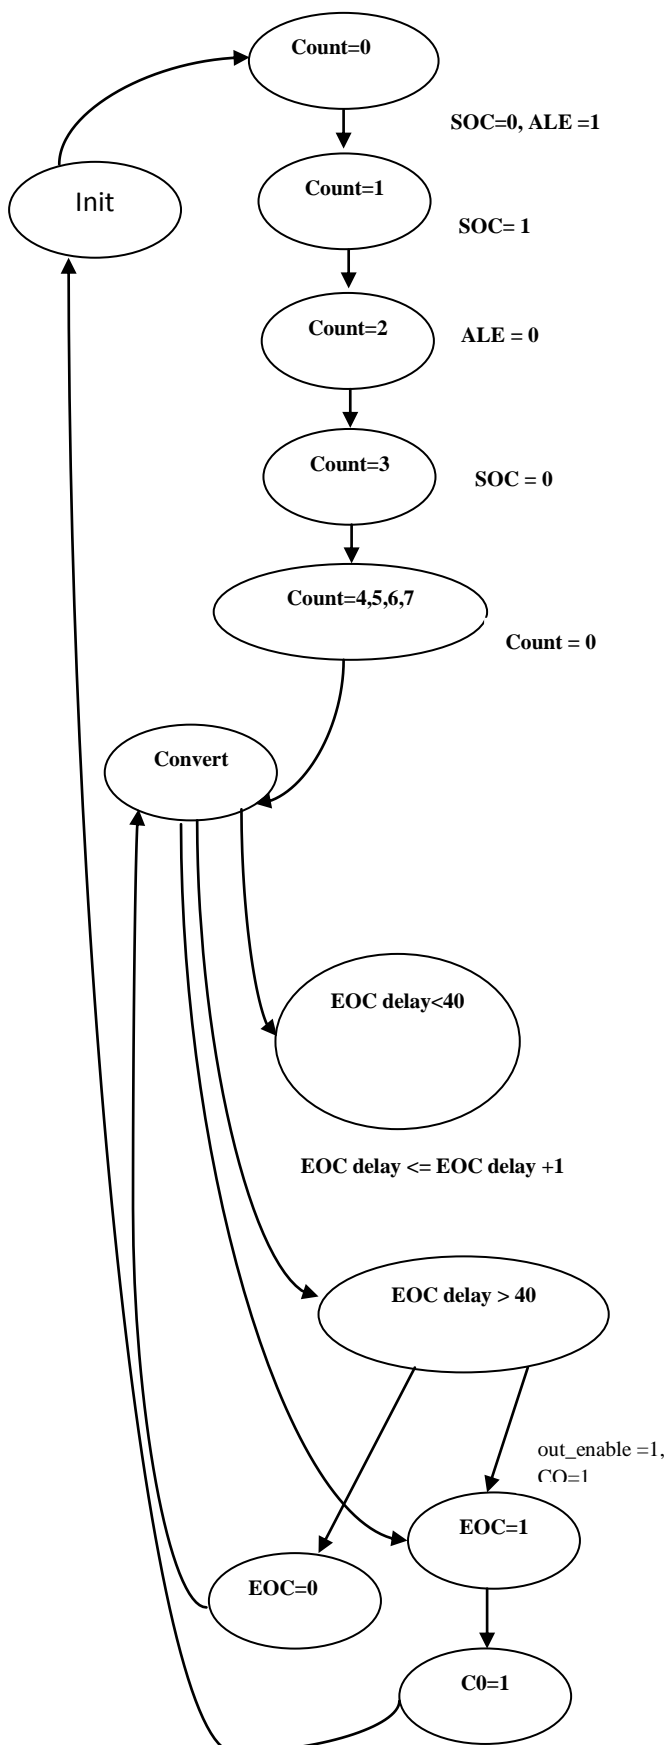 Count=0
SOC=0, ALE =1
Init
Count=1
SOC= 1
Count=2
ALE = 0
Count=3
SOC = 0
Count=4,5,6,7
Count = 0
Convert
EOC delay<40
EOC delay <= EOC delay +1
EOC delay > 40
out_enable =1,
CO=1
EOC=1
EOC=0
C0=1